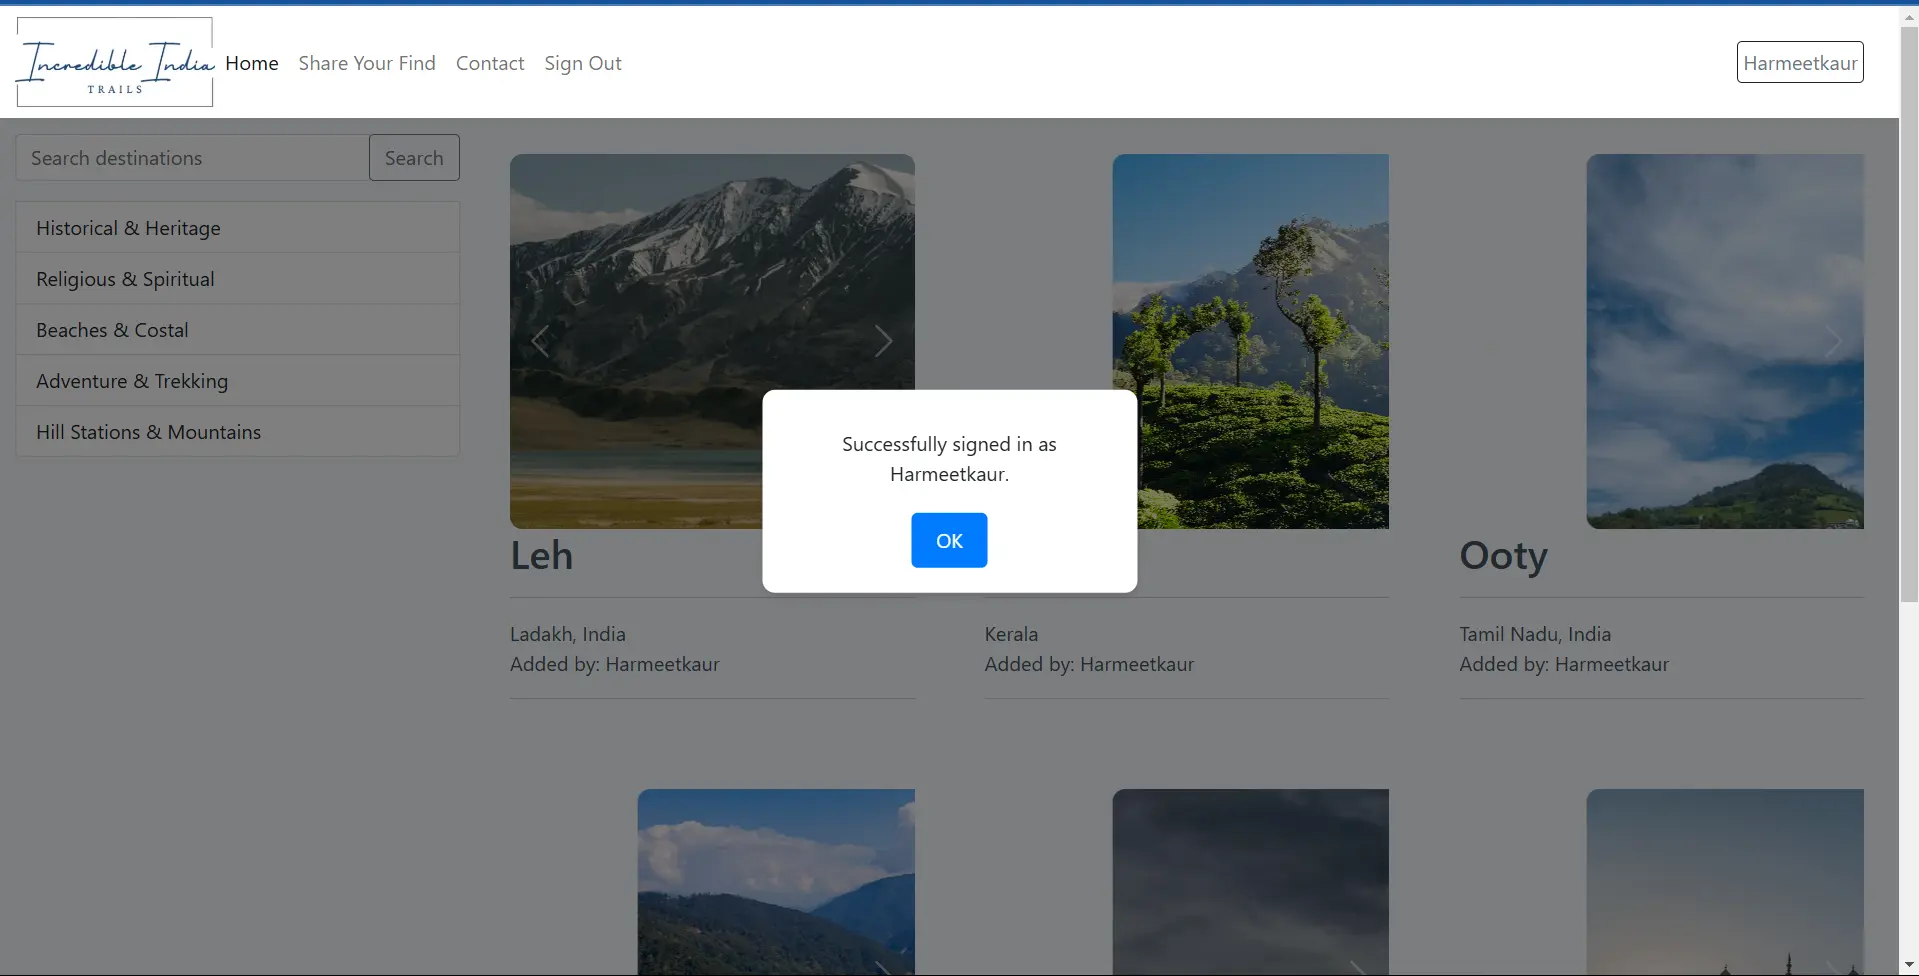 Incredible India
TRAILS
Home
Share Your Find
Contact
Sign Out
Harmeetkaur
Search destinations
Search
Historical & Heritage
Religious & Spiritual
Beaches & Costal
Adventure & Trekking
Hill Stations & Mountains
Successfully signed in as
Harmeetkaur.
OK
Leh
Ladakh, India
Added by: Harmeetkaur
Kerala
Added by: Harmeetkaur
Ooty
Tamil Nadu, India
Added by: Harmeetkaur